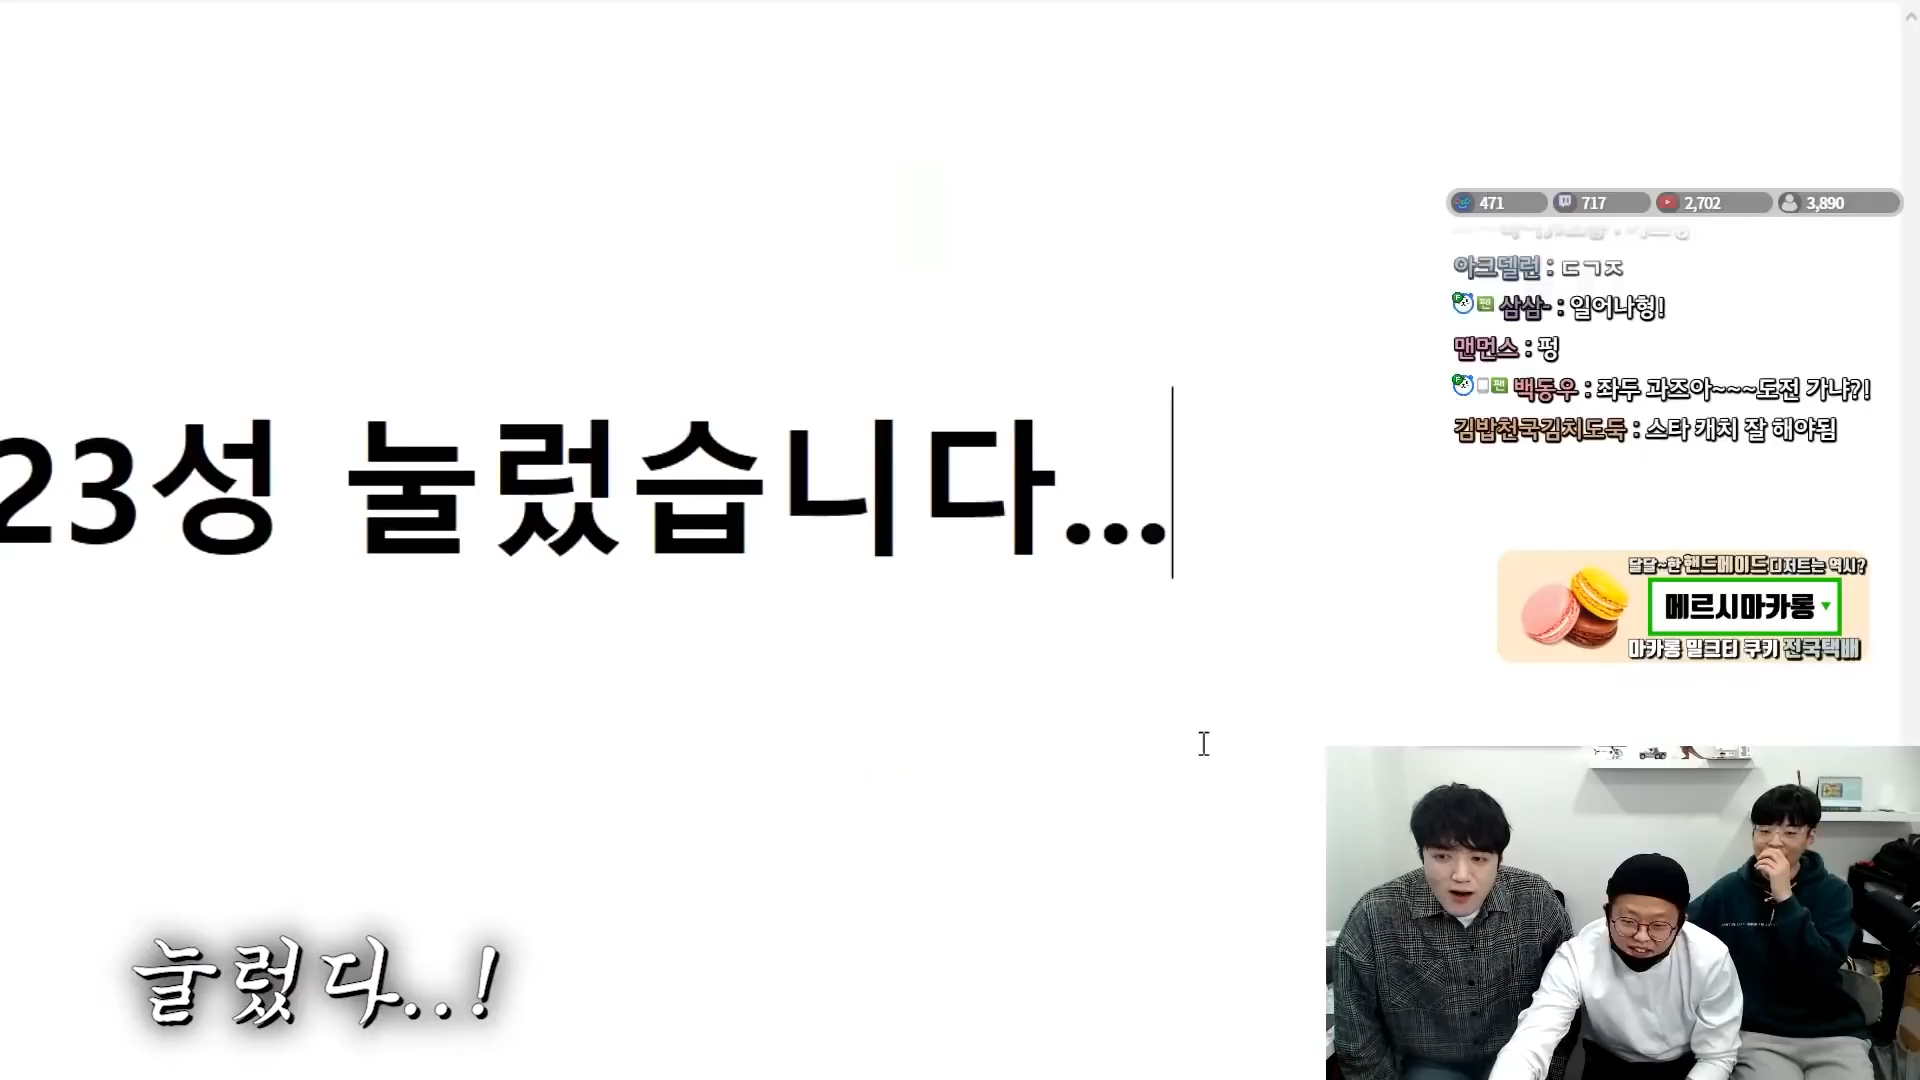 471 717 2,702 3,890
아크델런 : ㄷㄱㅈ
팬 삼삼- : 일어나형!
맨먼스 : 펑
팬 백동우 : 좌두 과즈아~~~도전 가냐?!
김밥천국김치도둑 : 스타 캐치 잘 해야됨
23성 눌렀습니다...
달달~한 핸드메이드 디저트는 역시?
메르시마카롱
마카롱 밀크티 쿠키 전국택배
눌렀다..!